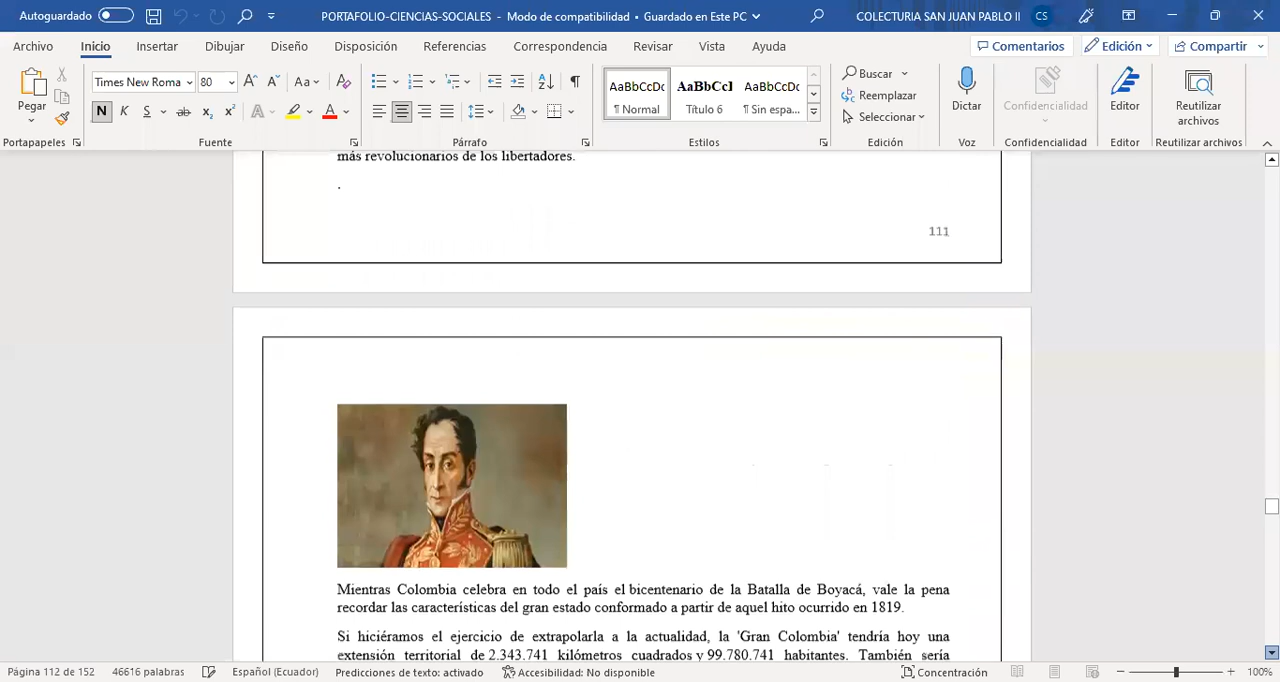 Autoguardado
PORTAFOLIO-CIENCIAS-SOCIALES - Modo de compatibilidad • Guardado en Este PC
COLECTURIA SAN JUAN PABLO II
CS
Archivo Inicio Insertar Dibujar Diseño Disposición Referencias Correspondencia Revisar Vista Ayuda
Comentarios Edición Compartir
Pegar
Times New Roma 80
Aa
N K S ab x₂ x² A A
AaBbCcDc AaBbCcI AaBbCcDc
¶ Normal Título 6 ¶ Sin espa...
Buscar
Reemplazar
Seleccionar
Dictar
Confidencialidad
Editor
Reutilizar
archivos
Portapapeles Fuente Párrafo Estilos Edición Voz Confidencialidad Editor Reutilizar archivos
más revolucionarios de los libertadores.
.
111
Mientras Colombia celebra en todo el país el bicentenario de la Batalla de Boyacá, vale la pena
recordar las características del gran estado conformado a partir de aquel hito ocurrido en 1819.
Si hiciéramos el ejercicio de extrapolarla a la actualidad, la 'Gran Colombia' tendría hoy una
extensión territorial de 2.343.741 kilómetros cuadrados y 99.780.741 habitantes. También sería
Página 112 de 152 46616 palabras Español (Ecuador) Predicciones de texto: activado Accesibilidad: No disponible Concentración 100%